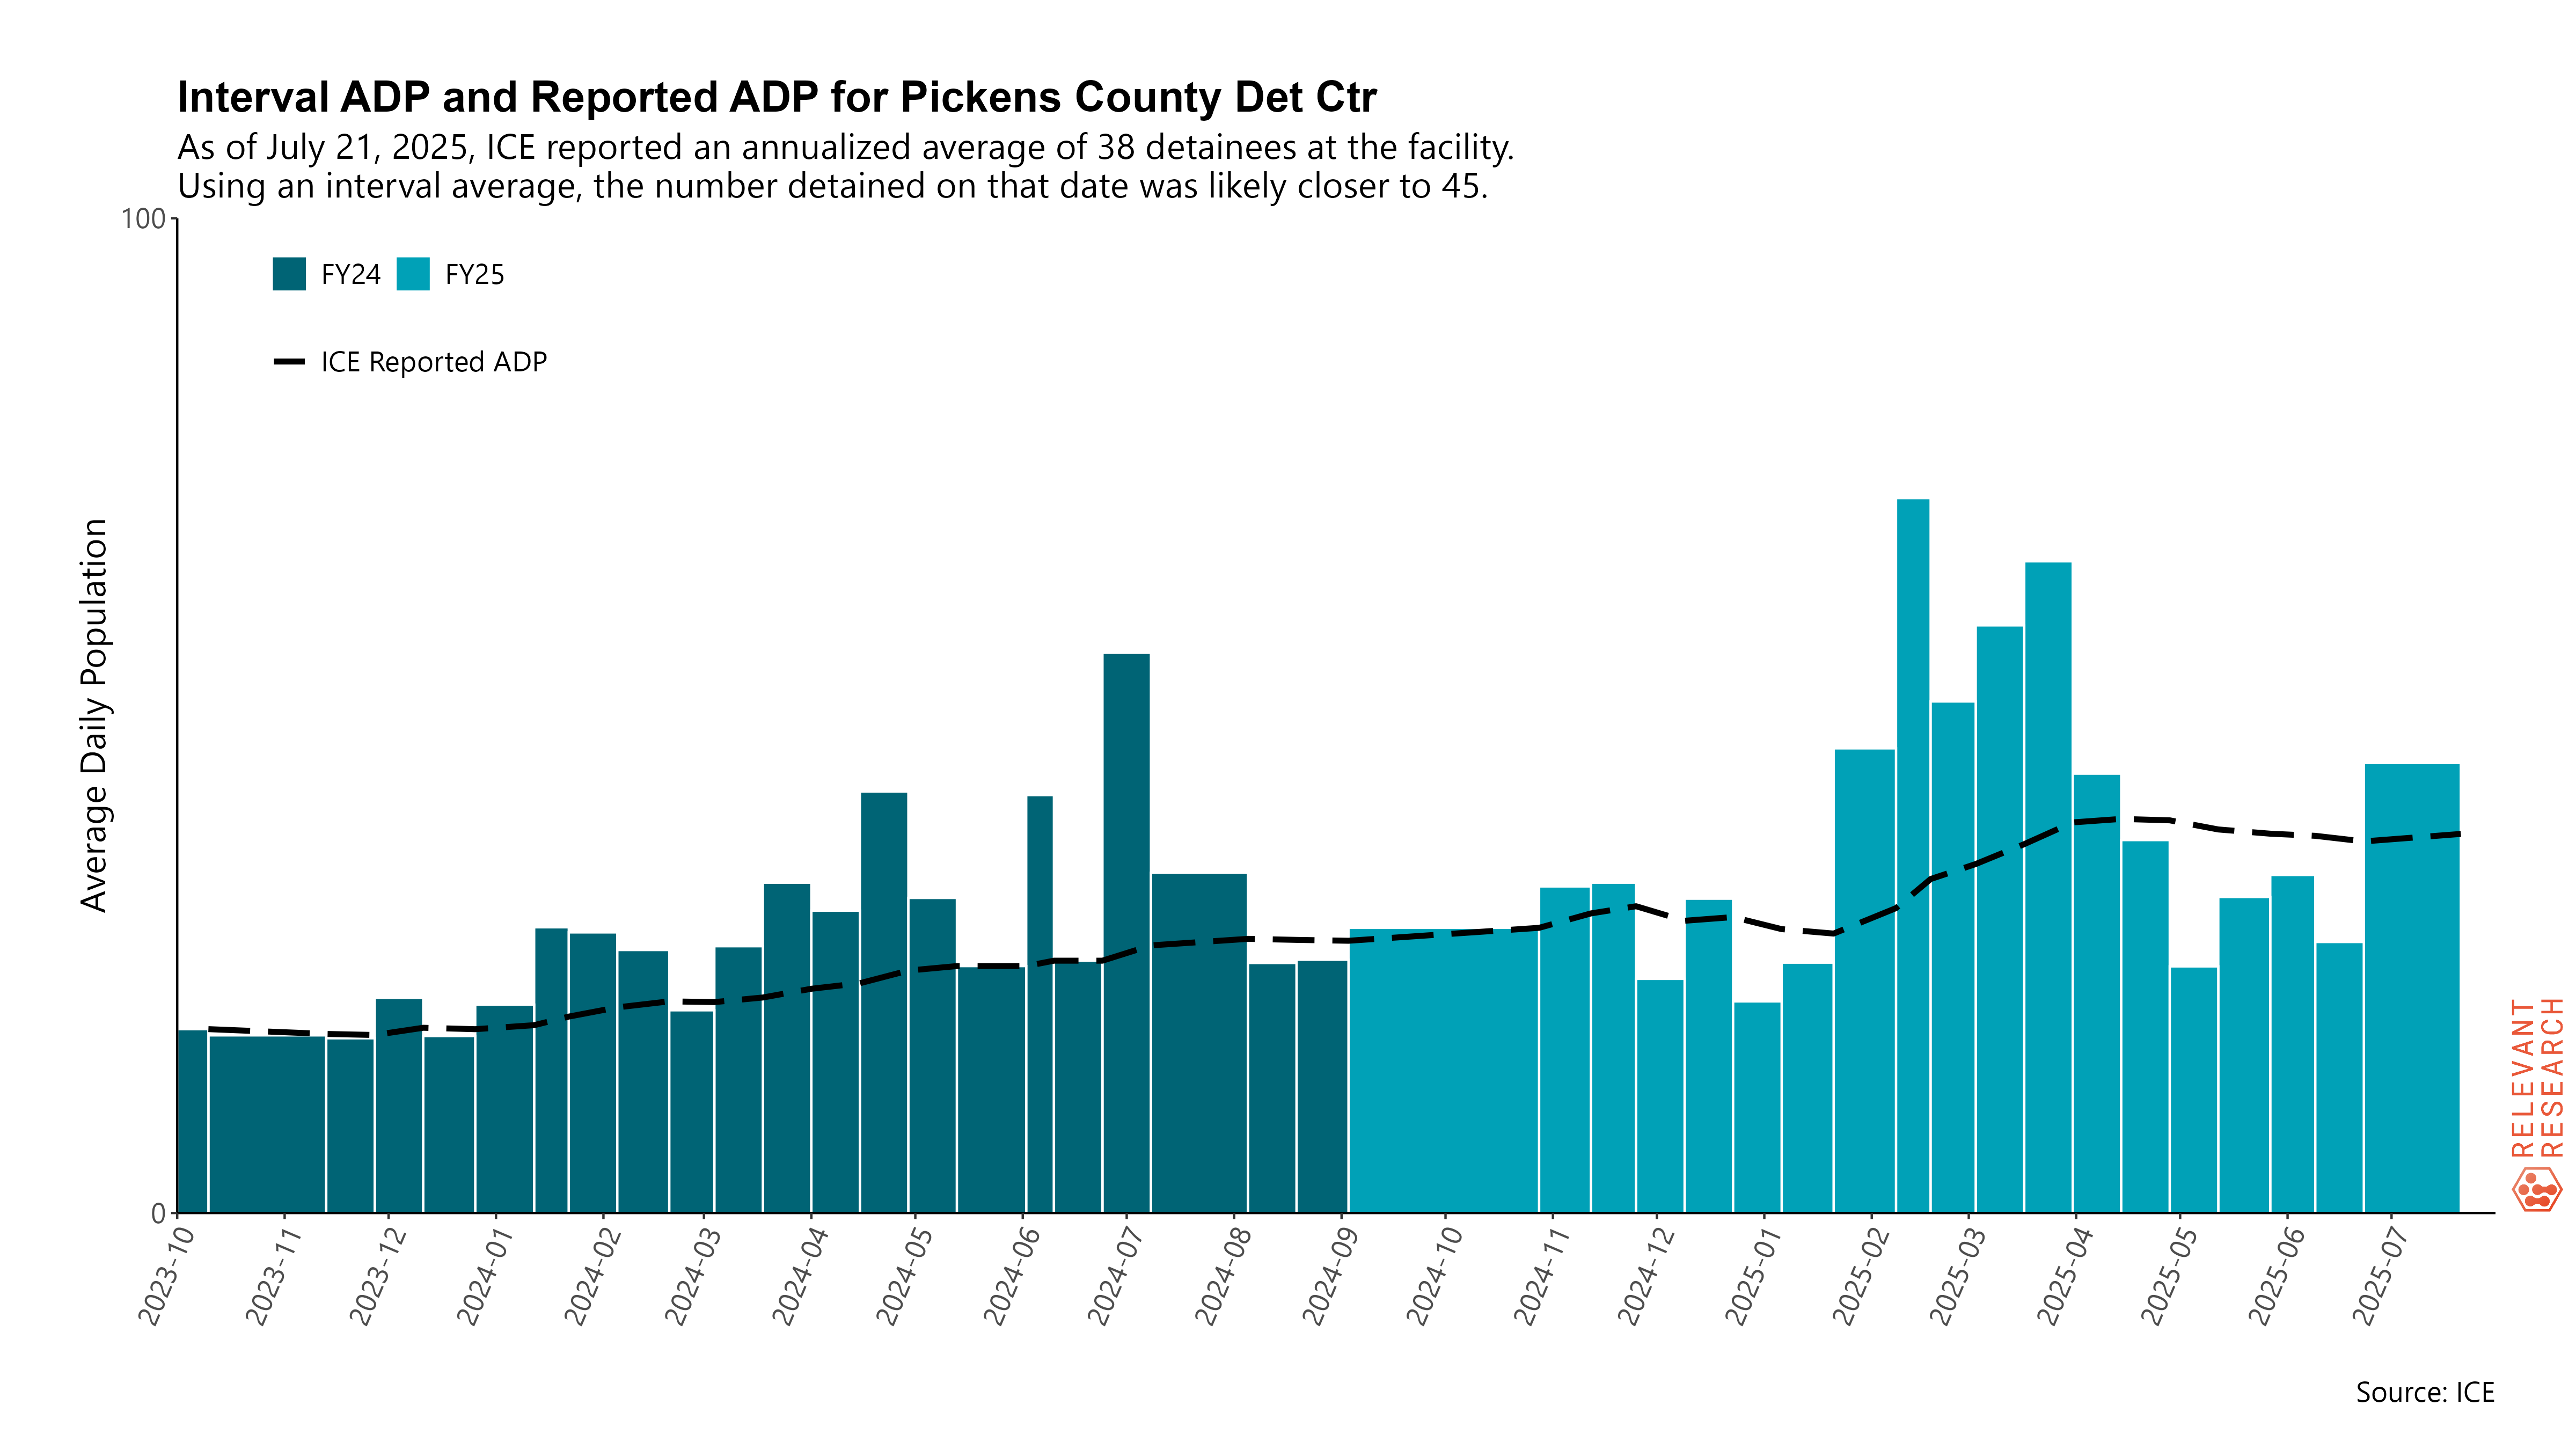 Interval ADP and Reported ADP for Pickens County Det Ctr
As of July 21, 2025, ICE reported an annualized average of 38 detainees at the facility.
Using an interval average, the number detained on that date was likely closer to 45.
100
FY24
FY25
ICE Reported ADP
Average Daily Population
0
2023-10
2023-11
2023-12
2024-01
2024-02
2024-03
2024-04
2024-05
2024-06
2024-07
2024-08
2024-09
2024-10
2024-11
2024-12
2025-01
2025-02
2025-03
2025-04
2025-05
2025-06
2025-07
RELEVANT
RESEARCH
Source: ICE